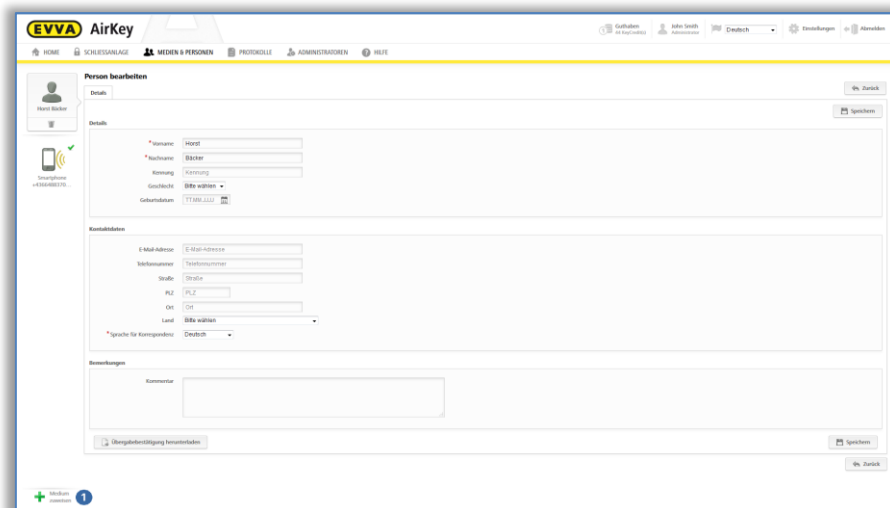 EVVA AirKey
Guthaben
44 KeyCredit(s)
John Smith
Administrator
Deutsch
Einstellungen
Abmelden
HOME
SCHLIESSANLAGE
MEDIEN & PERSONEN
PROTOKOLLE
ADMINISTRATOREN
HILFE
Horst Bäcker
Smartphone
Person bearbeiten
Details
Zurück
Speichern
Details
*Vorname Horst
*Nachname Bäcker
Kennung Kennung
Geschlecht Bitte wählen
Geburtsdatum TT.MM.JJJJ
Kontaktdaten
E-Mail-Adresse E-Mail-Adresse
Telefonnummer Telefonnummer
Straße Straße
PLZ PLZ
Ort Ort
Land Bitte wählen
*Sprache für Korrespondenz Deutsch
Bemerkungen
Kommentar
Übergabebestätigung herunterladen
Speichern
Zurück
Medium
zuweisen
1